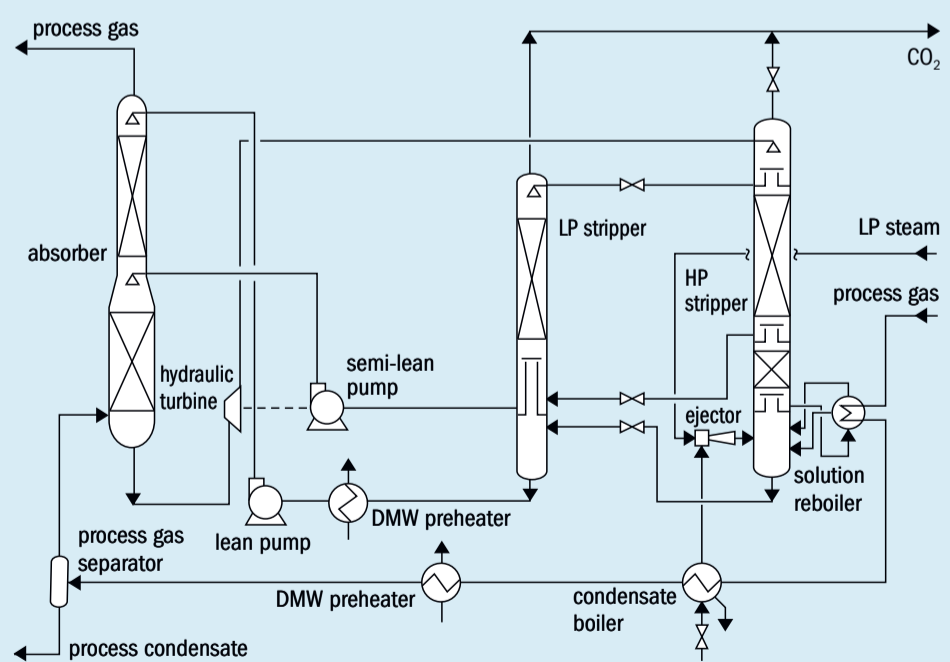 process gas
CO₂
absorber
LP stripper
LP steam
HP
stripper
process gas
hydraulic
turbine
semi-lean
pump
ejector
solution
reboiler
lean pump
DMW preheater
process gas
separator
DMW preheater
condensate
boiler
process condensate